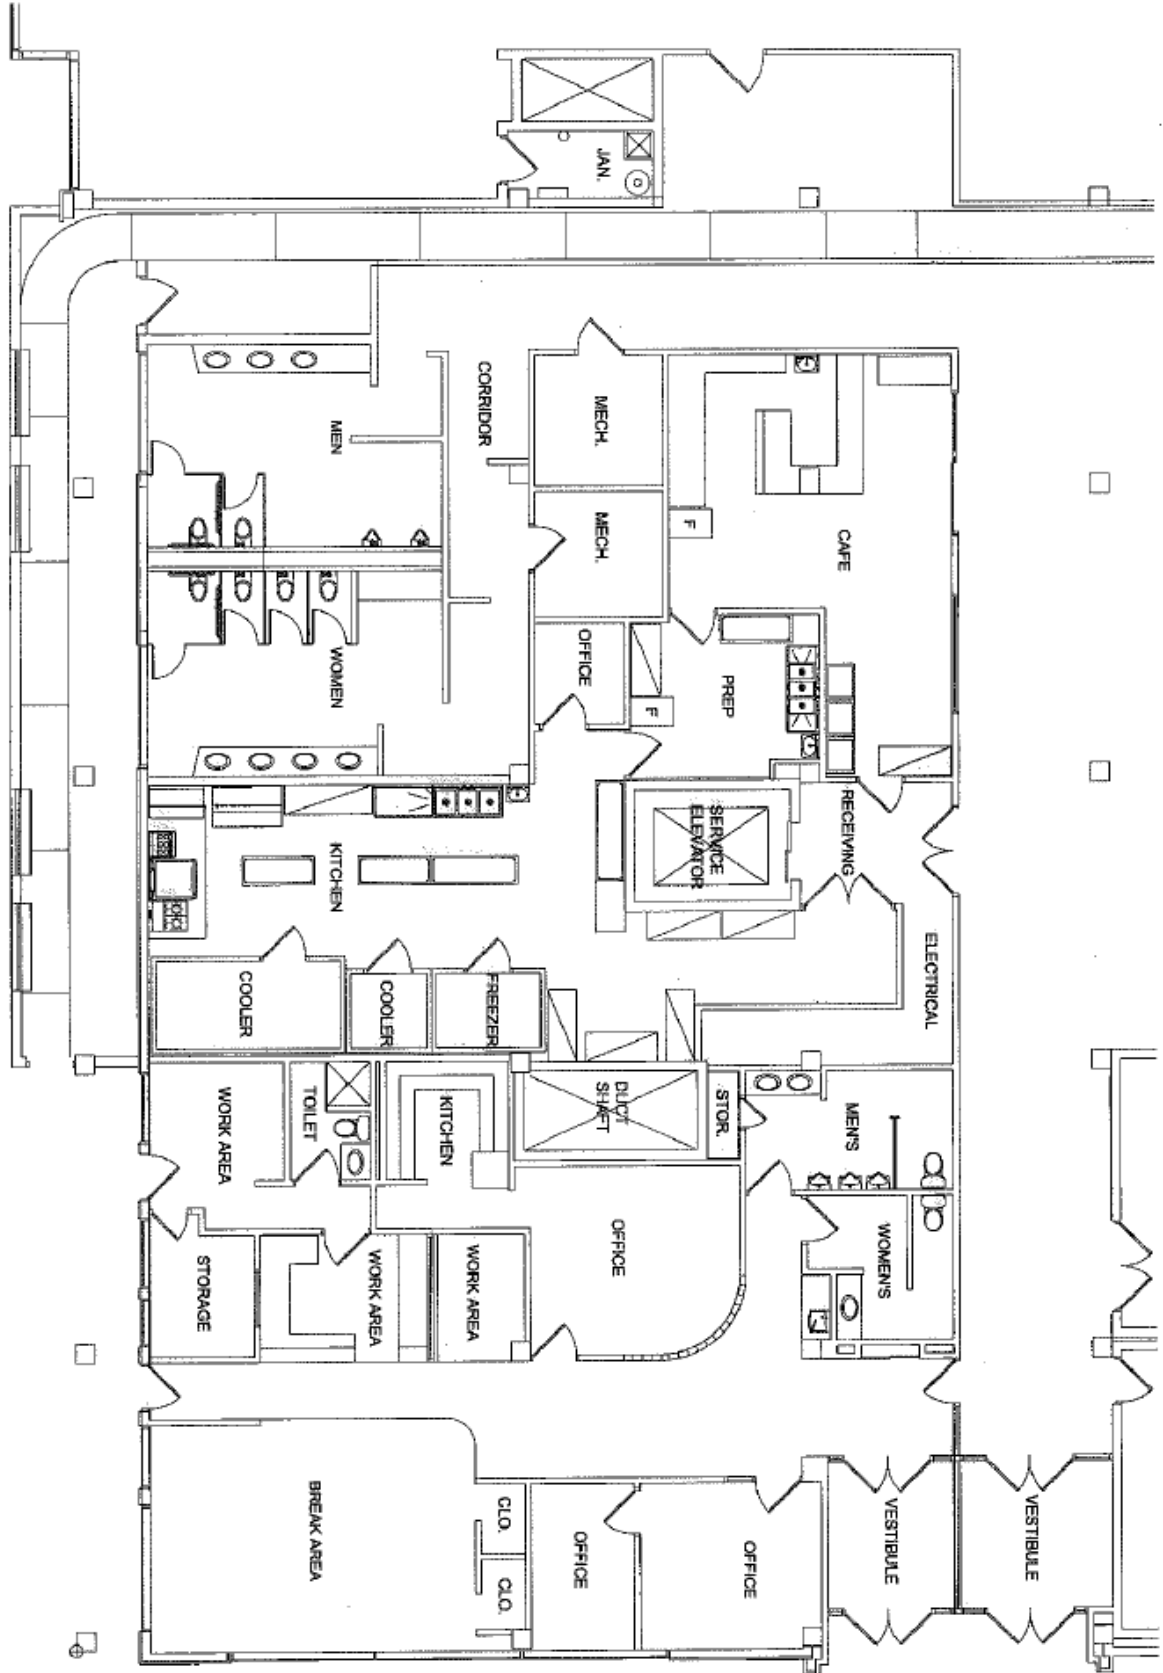 JAN.
CORRIDOR
MEN
MECH.
MECH.
CAFE
F
OFFICE
WOMEN
PREP
F
RECEIVING
SERVICE
ELEVATOR
KITCHEN
ELECTRICAL
COOLER
COOLER
FREEZER
WORK AREA
TOILET
KITCHEN
DUCT
SHAFT
STOR.
MEN'S
WOMEN'S
OFFICE
STORAGE
WORK AREA
WORK AREA
BREAK AREA
CLO.
CLO.
OFFICE
OFFICE
VESTIBULE
VESTIBULE